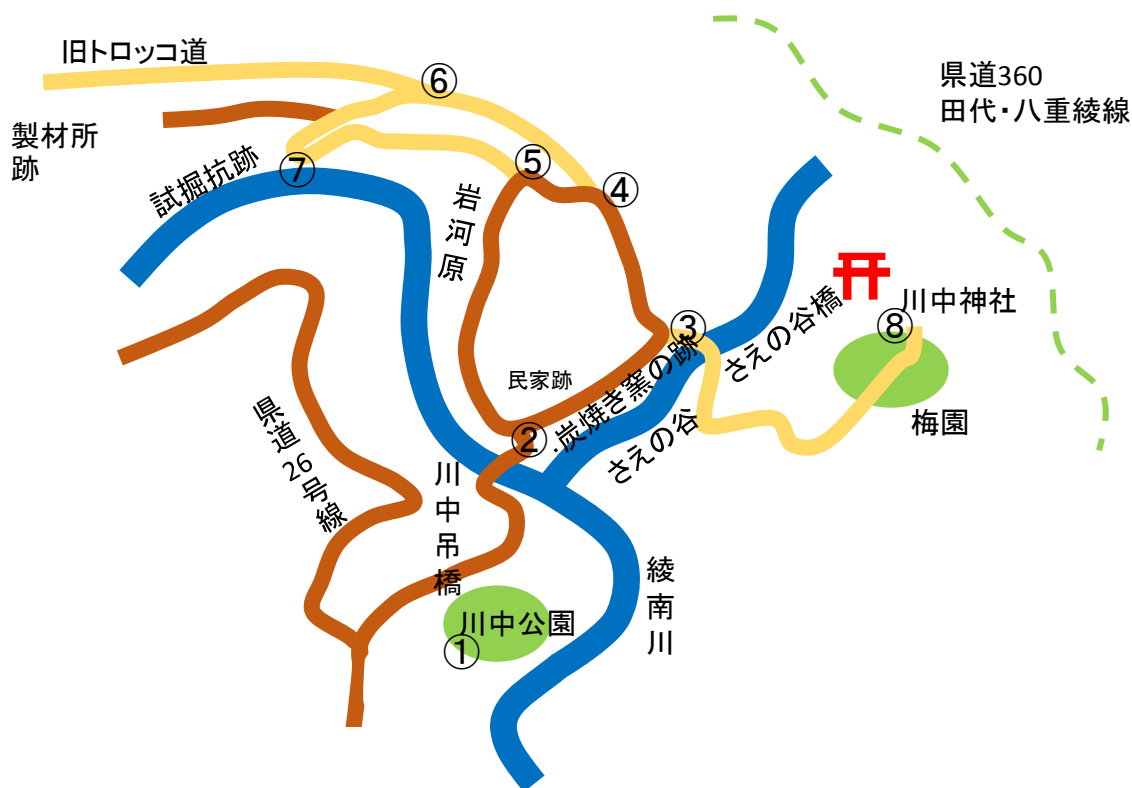 旧トロッコ道
⑥
県道360
田代・八重綾線
製材所
跡
試掘抗跡
⑦
⑤
④
岩河原
川中神社
⑧
③
さえの谷橋
民家跡
.炭焼き窯の跡
梅園
②
さえの谷
県道26号線
川中吊橋
綾南川
川中公園
①